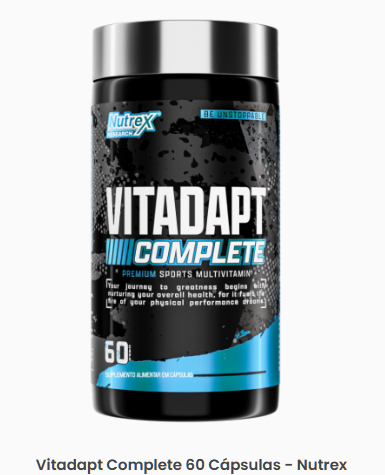 Nutrex
RESEARCH
BE UNSTOPPABLE
VITADAPT
COMPLETE
PREMIUM SPORTS MULTIVITAMIN
Your journey to greatness begins with
nurturing your overall health, for it fuels the
fire of your physical performance dreams
60
SUPLEMENTO ALIMENTAR EM CÁPSULAS
Vitadapt Complete 60 Cápsulas - Nutrex